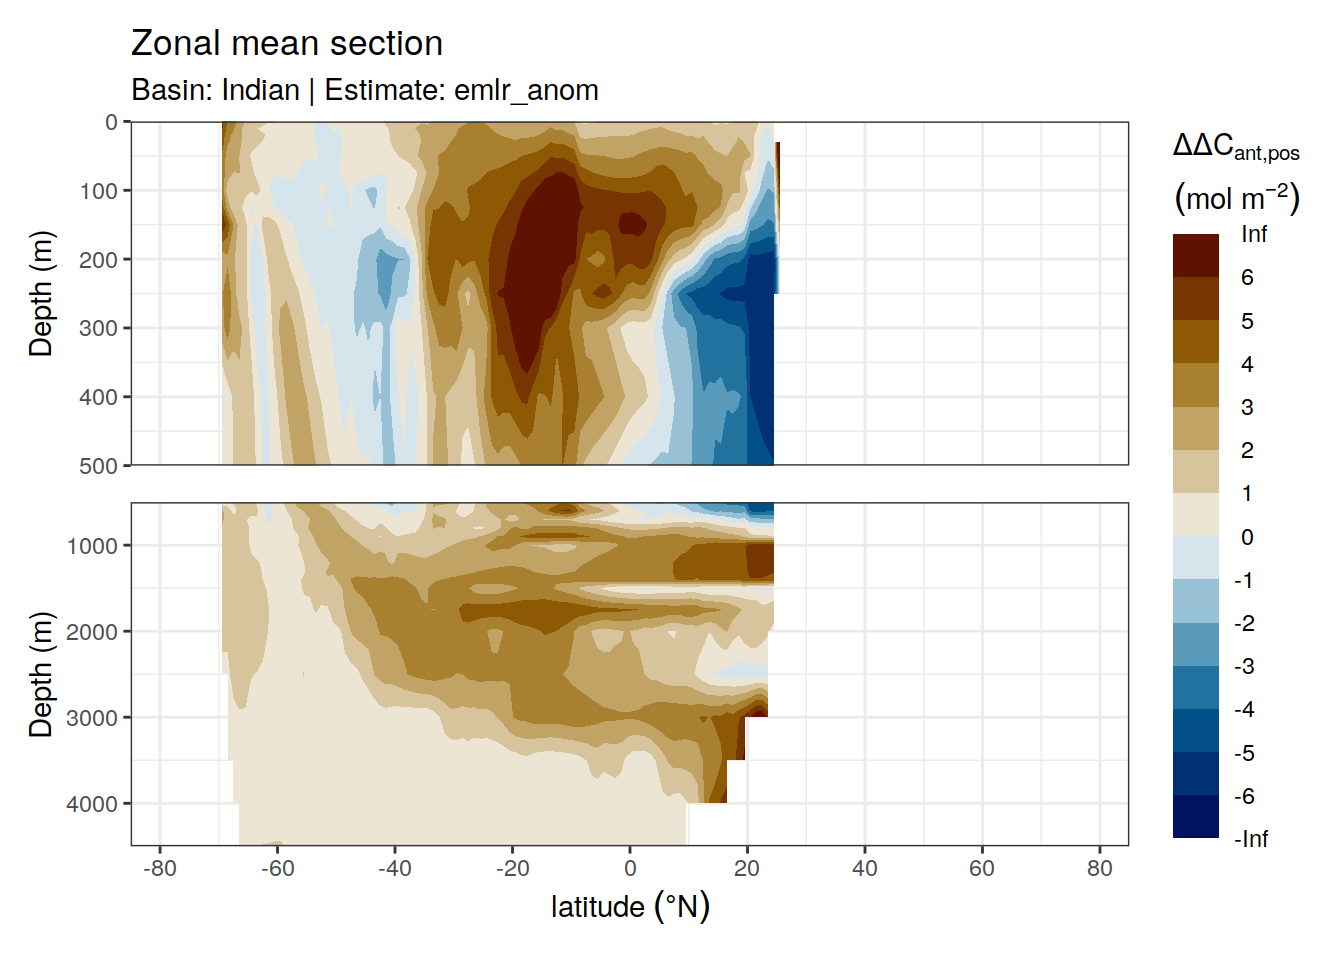 Zonal mean section
Basin: Indian | Estimate: emlr_anom
0
100
200
300
400
500
Depth (m)
1000
2000
3000
4000
Depth (m)
-80 -60 -40 -20 0 20 40 60 80
latitude (°N)
ΔΔC_ant,pos
(mol m⁻²)
Inf
6
5
4
3
2
1
0
-1
-2
-3
-4
-5
-6
-Inf